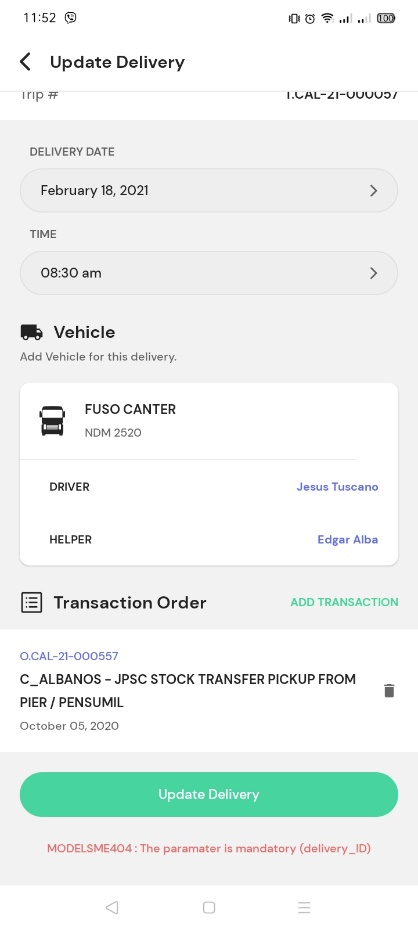 11:52
100
Update Delivery
Trip #
T.CAL-21-000057
DELIVERY DATE
February 18, 2021
TIME
08:30 am
Vehicle
Add Vehicle for this delivery.
FUSO CANTER
NDM 2520
DRIVER
Jesus Tuscano
HELPER
Edgar Alba
Transaction Order
ADD TRANSACTION
O.CAL-21-000557
C_ALBANOS - JPSC STOCK TRANSFER PICKUP FROM
PIER / PENSUMIL
October 05, 2020
Update Delivery
MODELSME404 : The paramater is mandatory (delivery_ID)